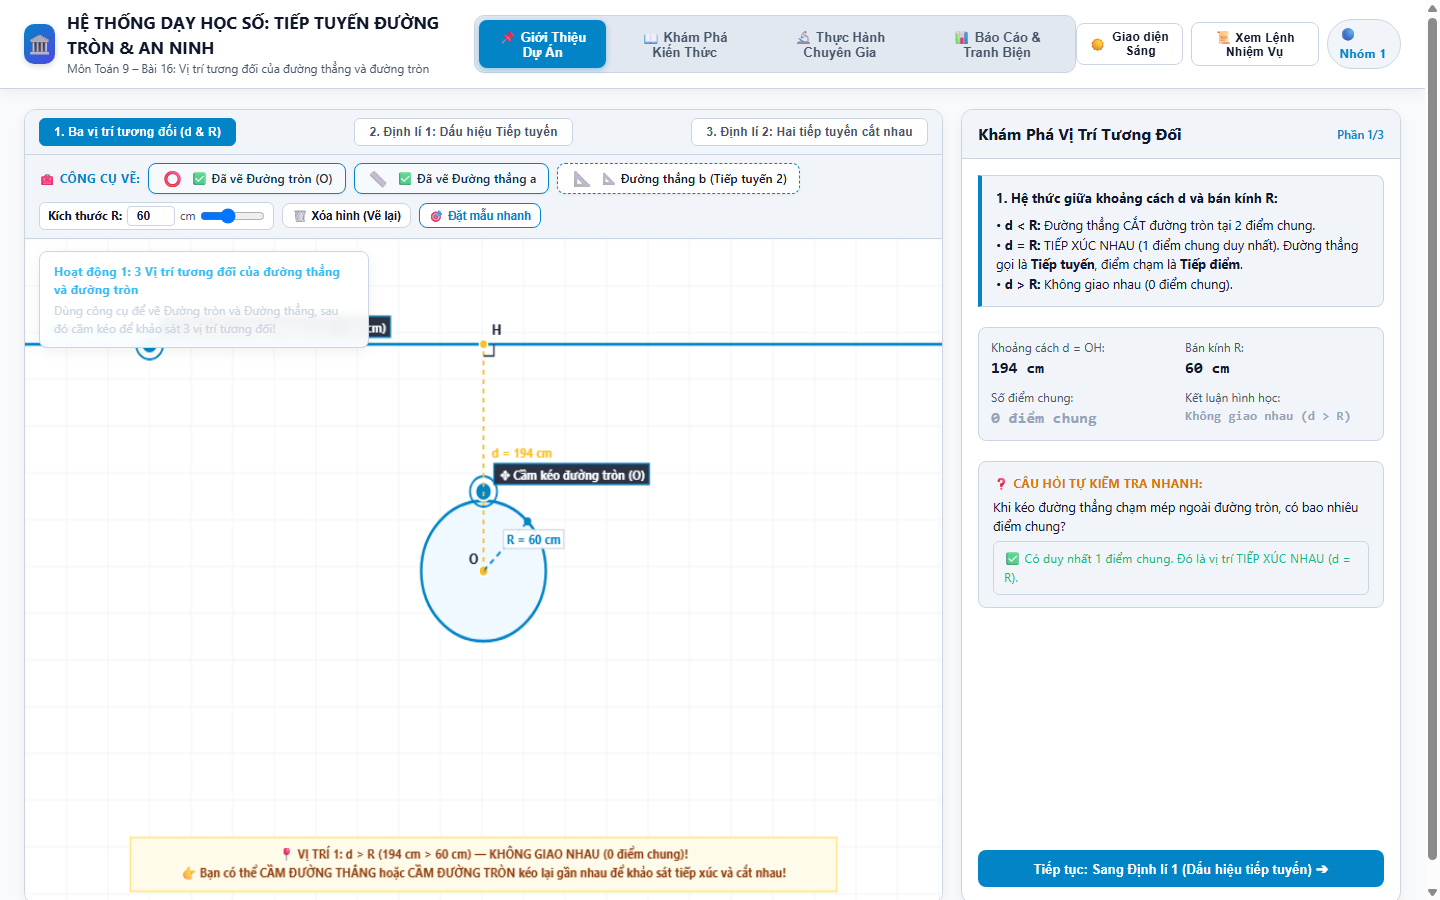 HỆ THỐNG DẠY HỌC SỐ: TIẾP TUYẾN ĐƯỜNG
TRÒN & AN NINH
Môn Toán 9 – Bài 16: Vị trí tương đối của đường thẳng và đường tròn
Giới Thiệu
Dự Án
Khám Phá
Kiến Thức
Thực Hành
Chuyên Gia
Báo Cáo &
Tranh Biện
Giao diện
Sáng
Xem Lệnh
Nhiệm Vụ
Nhóm 1
1. Ba vị trí tương đối (d & R)
2. Định lí 1: Dấu hiệu Tiếp tuyến
3. Định lí 2: Hai tiếp tuyến cắt nhau
CÔNG CỤ VẼ:
Đã vẽ Đường tròn (O)
Đã vẽ Đường thẳng a
Đường thẳng b (Tiếp tuyến 2)
Kích thước R: 60 cm
Xóa hình (Vẽ lại)
Đặt mẫu nhanh
Hoạt động 1: 3 Vị trí tương đối của đường thẳng
và đường tròn
Dùng công cụ để vẽ Đường tròn và Đường thẳng, sau
đó cầm kéo để khảo sát 3 vị trí tương đối!
cm)
H
d = 194 cm
✥ Cầm kéo đường tròn (O)
R = 60 cm
O
VỊ TRÍ 1: d > R (194 cm > 60 cm) — KHÔNG GIAO NHAU (0 điểm chung)!
👉 Bạn có thể CẦM ĐƯỜNG THẲNG hoặc CẦM ĐƯỜNG TRÒN kéo lại gần nhau để khảo sát tiếp xúc và cắt nhau!
Khám Phá Vị Trí Tương Đối
Phần 1/3
1. Hệ thức giữa khoảng cách d và bán kính R:
• d < R: Đường thẳng CẮT đường tròn tại 2 điểm chung.
• d = R: TIẾP XÚC NHAU (1 điểm chung duy nhất). Đường thẳng
gọi là Tiếp tuyến, điểm chạm là Tiếp điểm.
• d > R: Không giao nhau (0 điểm chung).
Khoảng cách d = OH:
194 cm
Bán kính R:
60 cm
Số điểm chung:
0 điểm chung
Kết luận hình học:
Không giao nhau (d > R)
❓ CÂU HỎI TỰ KIỂM TRA NHANH:
Khi kéo đường thẳng chạm mép ngoài đường tròn, có bao nhiêu
điểm chung?
✅ Có duy nhất 1 điểm chung. Đó là vị trí TIẾP XÚC NHAU (d =
R).
Tiếp tục: Sang Định lí 1 (Dấu hiệu tiếp tuyến) ➔